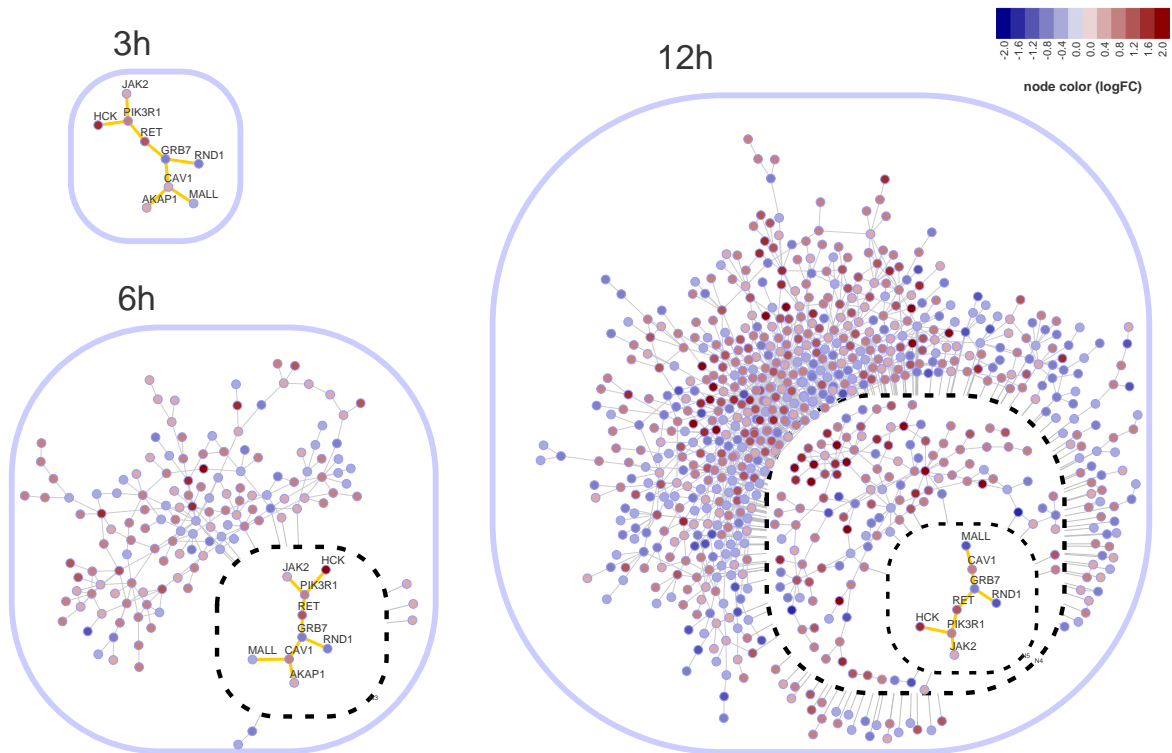 3h
JAK2
HCK
PIK3R1
RET
GRB7
RND1
CAV1
AKAP1
MALL
12h
-2.0
-1.6
-1.2
-0.8
-0.4
0.0
0.0
0.4
0.8
1.2
1.6
2.0
node color (logFC)
6h
JAK2
HCK
PIK3R1
RET
GRB7
RND1
MALL
CAV1
AKAP1
MALL
CAV1
GRB7
RND1
RET
HCK
PIK3R1
JAK2
N5
N4